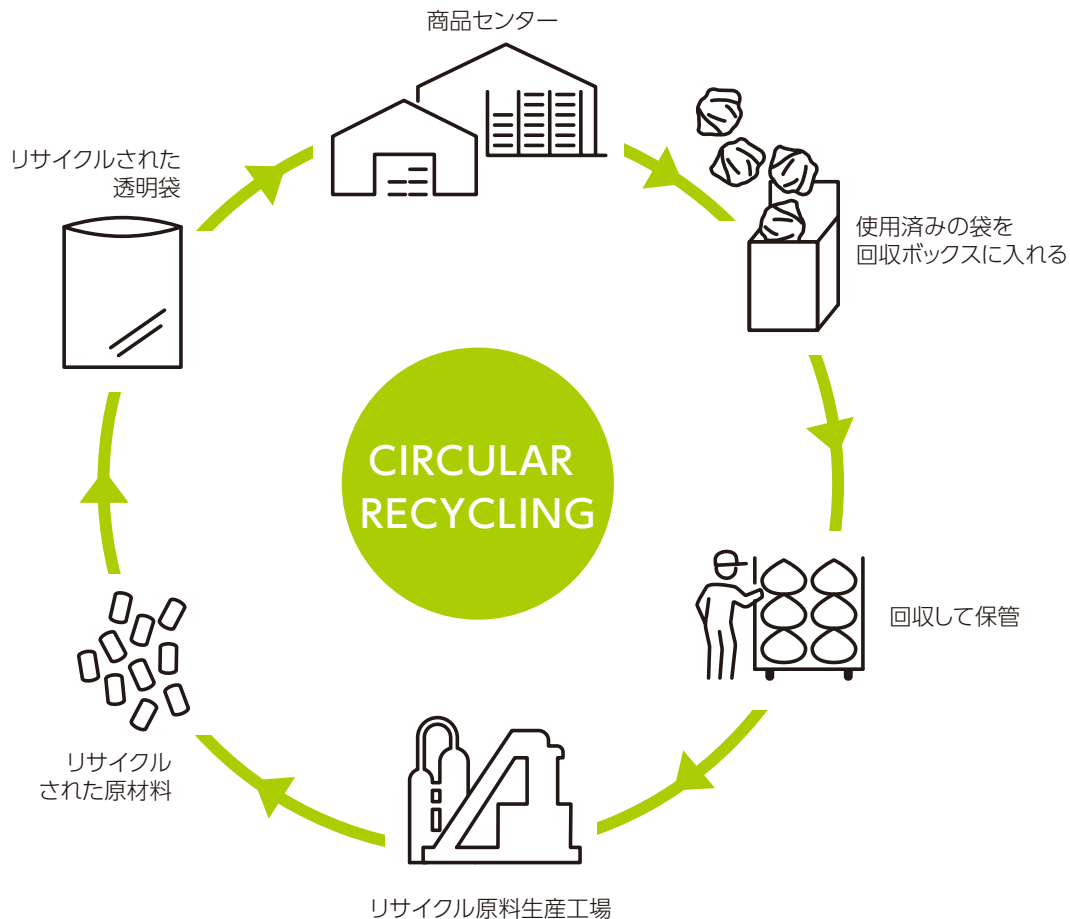 商品センター
リサイクルされた
透明袋
使用済みの袋を
回収ボックスに入れる
CIRCULAR
RECYCLING
回収して保管
リサイクル
された原材料
リサイクル原料生産工場